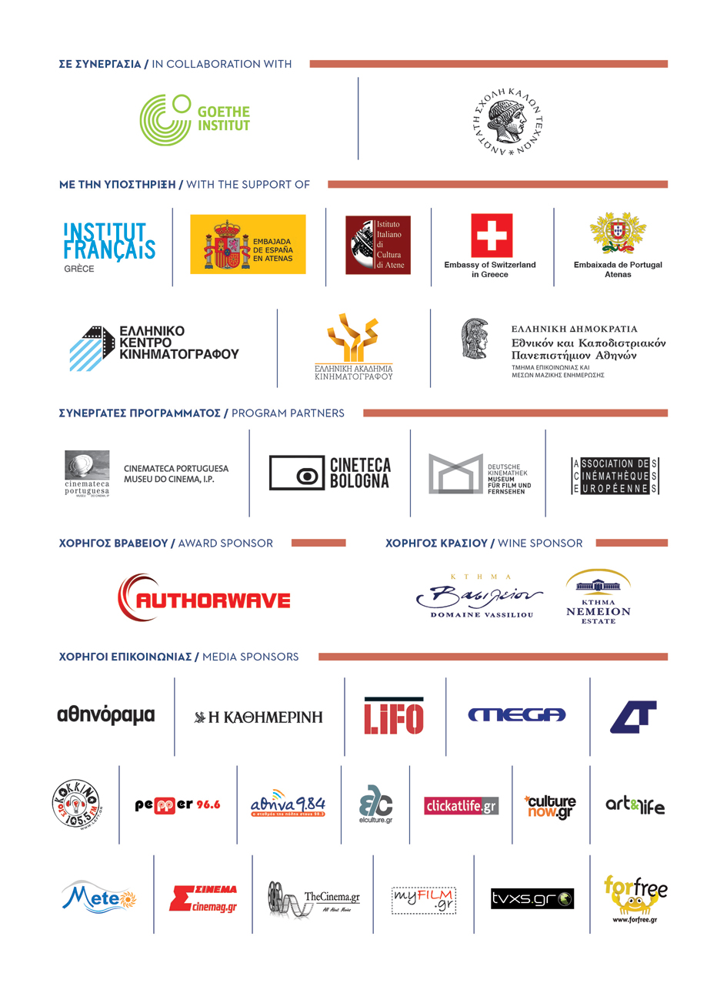 ΣΕ ΣΥΝΕΡΓΑΣΙΑ / IN COLLABORATION WITH
GOETHE
INSTITUT
ΑΝΩΤΑΤΗ ΣΧΟΛΗ ΚΑΛΩΝ ΤΕΧΝΩΝ *
ΜΕ ΤΗΝ ΥΠΟΣΤΗΡΙΞΗ / WITH THE SUPPORT OF
INSTITUT
FRANÇAIS
GRÈCE
EMBAJADA
DE ESPAÑA
EN ATENAS
Istituto
Italiano
di
Cultura
di Atene
Embassy of Switzerland
in Greece
Embaixada de Portugal
Atenas
ΕΛΛΗΝΙΚΟ
ΚΕΝΤΡΟ
ΚΙΝΗΜΑΤΟΓΡΑΦΟΥ
ΕΛΛΗΝΙΚΗ ΑΚΑΔΗΜΙΑ
ΚΙΝΗΜΑΤΟΓΡΑΦΟΥ
ΕΛΛΗΝΙΚΗ ΔΗΜΟΚΡΑΤΙΑ
Εθνικόν και Καποδιστριακόν
Πανεπιστήμιον Αθηνών
ΤΜΗΜΑ ΕΠΙΚΟΙΝΩΝΙΑΣ ΚΑΙ
ΜΕΣΩΝ ΜΑΖΙΚΗΣ ΕΝΗΜΕΡΩΣΗΣ
ΣΥΝΕΡΓΑΤΕΣ ΠΡΟΓΡΑΜΜΑΤΟΣ / PROGRAM PARTNERS
cinemateca
portuguesa
MUSEU DO CINEMA, IP
CINEMATECA PORTUGUESA
MUSEU DO CINEMA, I.P.
CINETECA
BOLOGNA
DEUTSCHE
KINEMATHEK
MUSEUM
FÜR FILM UND
FERNSEHEN
ASSOCIATION DES
CINÉMATHÈQUES
EUROPÉENNES
ΧΟΡΗΓΟΣ ΒΡΑΒΕΙΟΥ / AWARD SPONSOR
AUTHORWAVE
ΧΟΡΗΓΟΣ ΚΡΑΣΙΟΥ / WINE SPONSOR
ΚΤΗΜΑ
Βασιλείου
DOMAINE VASSILIOU
ΚΤΗΜΑ
NEMEION
ESTATE
ΧΟΡΗΓΟΙ ΕΠΙΚΟΙΝΩΝΙΑΣ / MEDIA SPONSORS
αθηνόραμα
Η ΚΑΘΗΜΕΡΙΝΗ
LiFO
MEGA
ΔΤ
ΣΤΟ ΚΟΚΚΙΝΟ
105,5 FM
pepper 96.6
αθήνα 9.84
ο σταθμός της πόλης στους 98.3
elc
elculture.gr
clickatlife.gr
culture
now.gr
art&life
Meteo
ΣΙΝΕΜΑ
cinemag.gr
TheCinema.gr
All About Movies
myFILM
.gr
tvxs.gr
forfree
www.forfree.gr